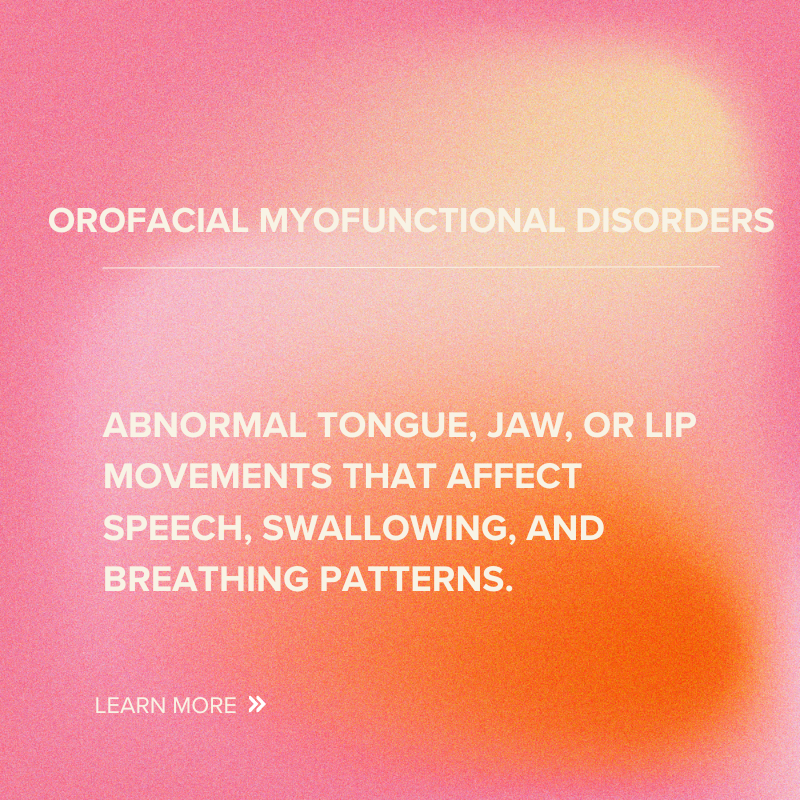 OROFACIAL MYOFUNCTIONAL DISORDERS
ABNORMAL TONGUE, JAW, OR LIP
MOVEMENTS THAT AFFECT
SPEECH, SWALLOWING, AND
BREATHING PATTERNS.
LEARN MORE »